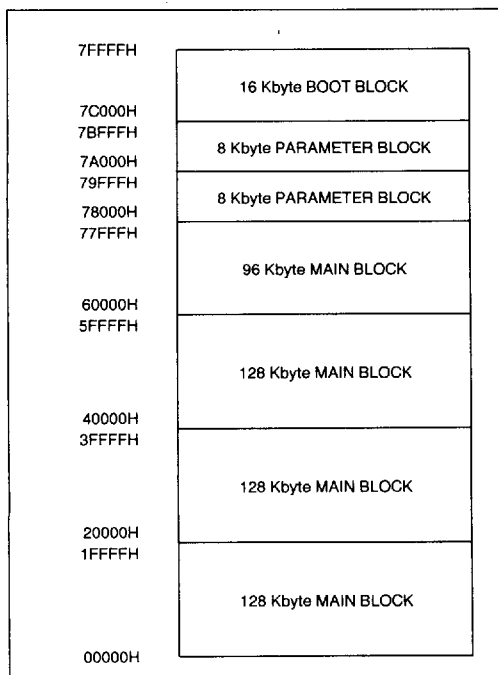 7FFFFH
16 Kbyte BOOT BLOCK
7C000H
7BFFFH
8 Kbyte PARAMETER BLOCK
7A000H
79FFFH
8 Kbyte PARAMETER BLOCK
78000H
77FFFH
96 Kbyte MAIN BLOCK
60000H
5FFFFH
128 Kbyte MAIN BLOCK
40000H
3FFFFH
128 Kbyte MAIN BLOCK
20000H
1FFFFH
128 Kbyte MAIN BLOCK
00000H